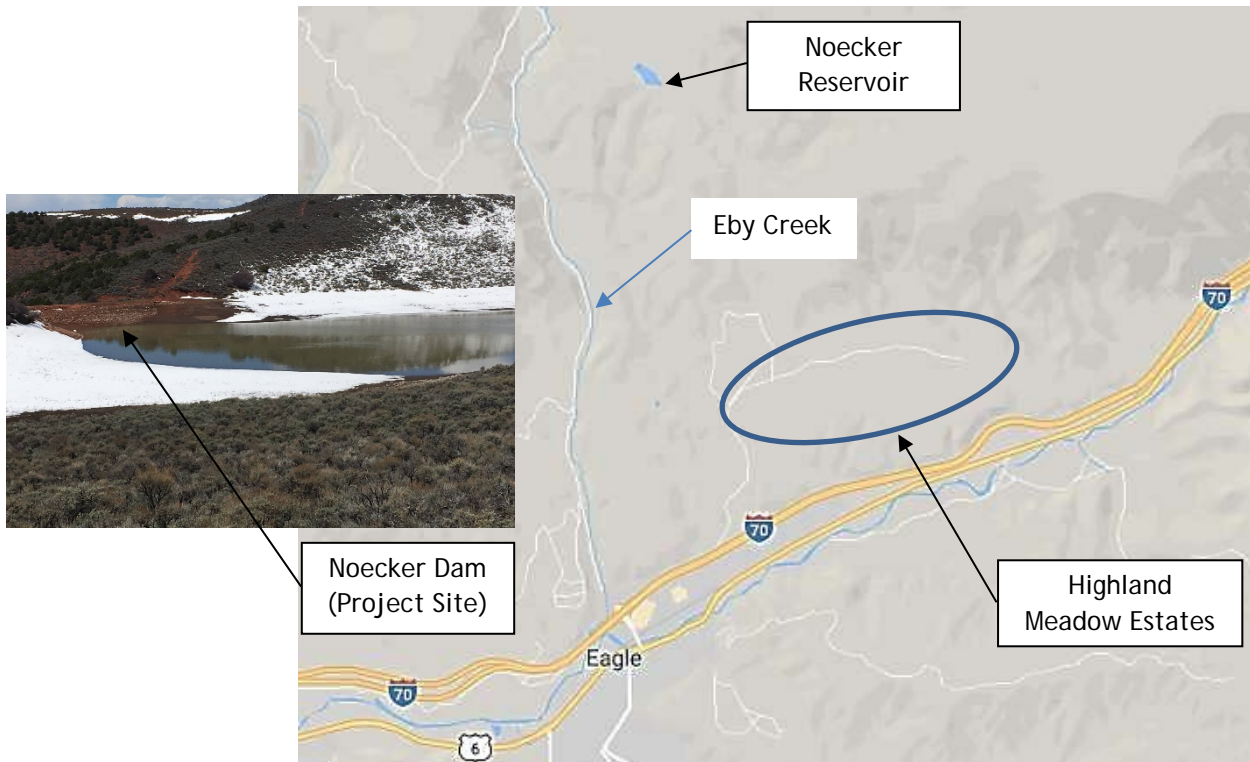 Noecker
Reservoir
Eby Creek
70
70
Noecker Dam
(Project Site)
Highland
Meadow Estates
Eagle
70
6